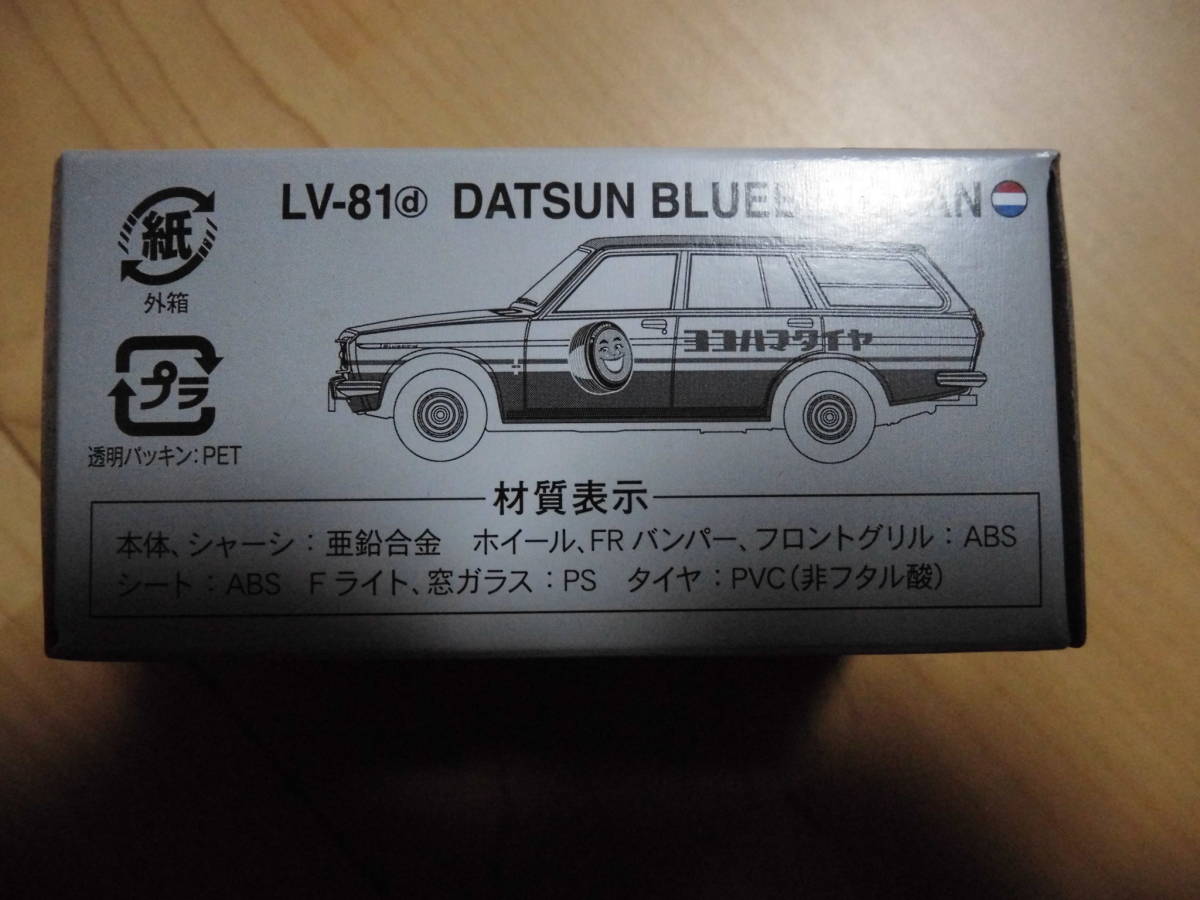 LV-81ⓓ DATSUN
紙
外箱
プラ
透明パッキン:PET
ヨコハマタイヤ
材質表示
本体、シャーシ:亜鉛合金 ホイール、FRバンパー、フロントグリル:ABS
シート:ABS Fライト、窓ガラス:PS タイヤ:PVC(非フタル酸)